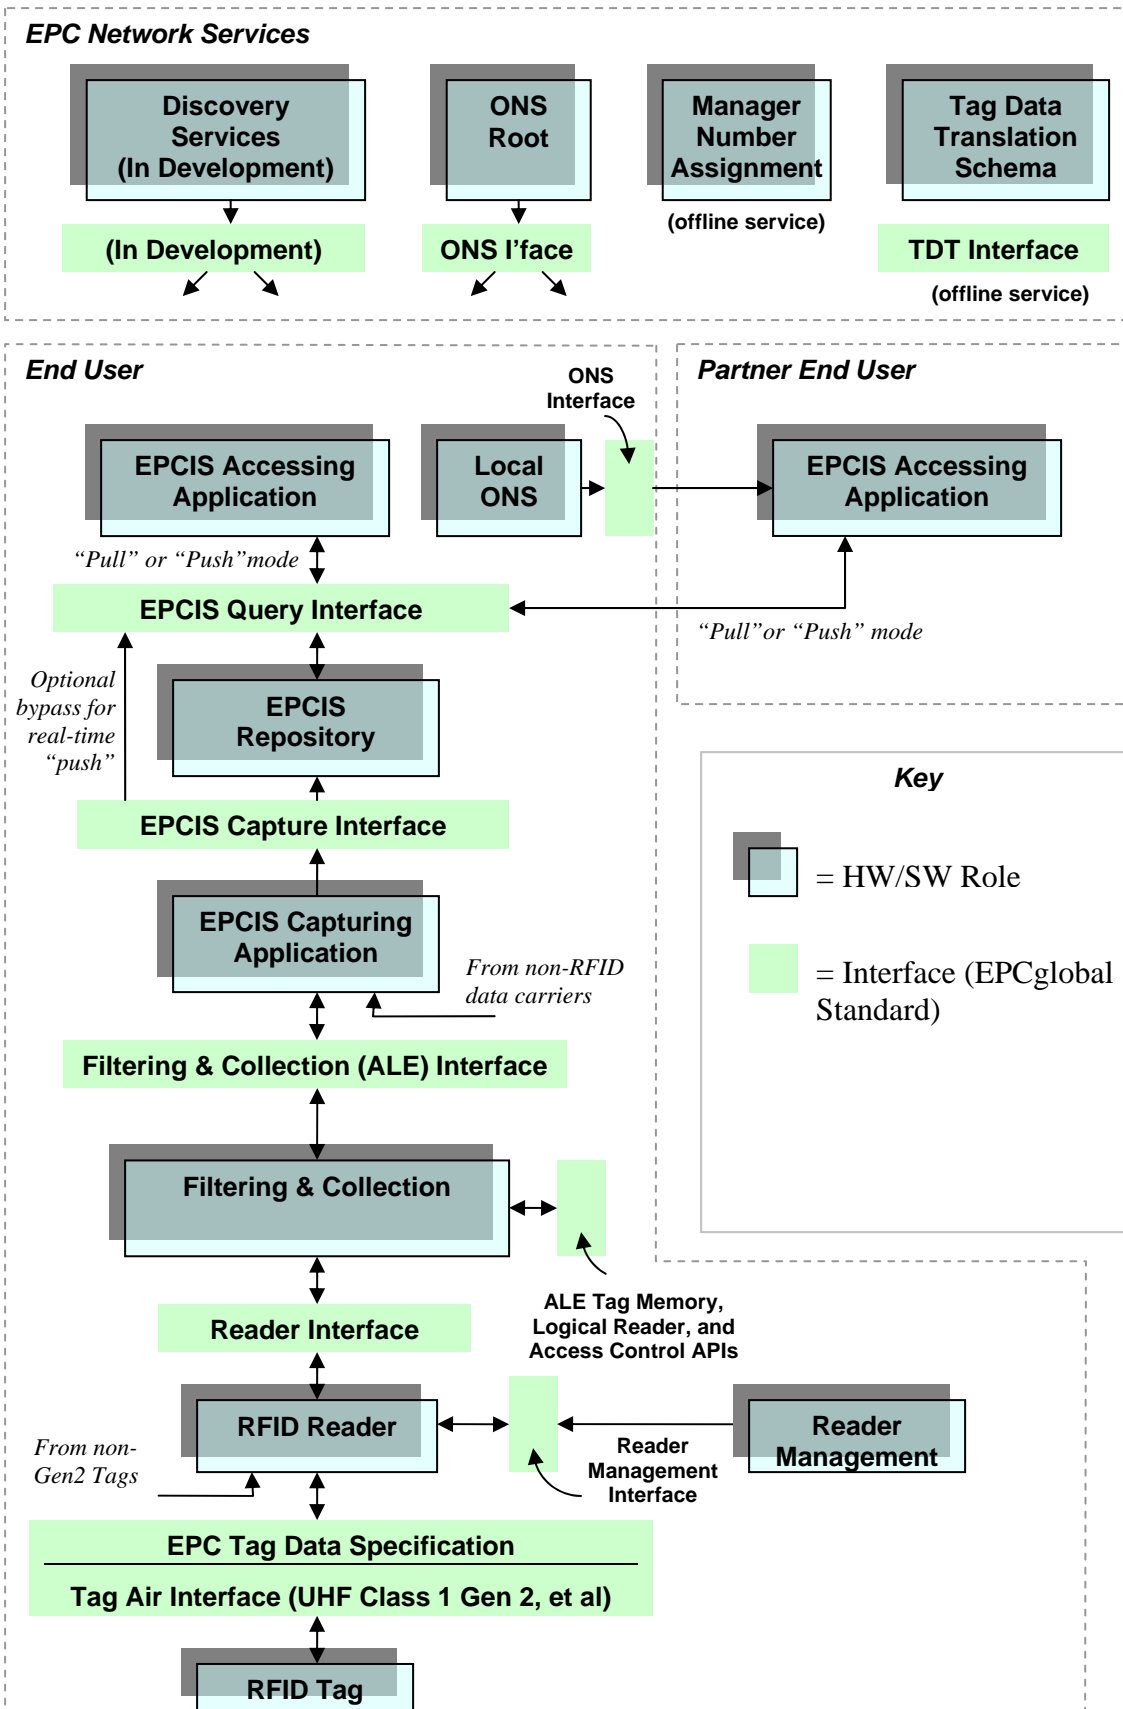 EPC Network Services
Discovery
Services
(In Development)
ONS
Root
Manager
Number
Assignment
(offline service)
Tag Data
Translation
Schema
(In Development)
ONS I'face
TDT Interface
(offline service)
End User
ONS
Interface
Partner End User
EPCIS Accessing
Application
Local
ONS
EPCIS Accessing
Application
“Pull” or “Push”mode
EPCIS Query Interface
“Pull”or “Push” mode
Optional
bypass for
real-time
“push”
EPCIS
Repository
EPCIS Capture Interface
Key
= HW/SW Role
= Interface (EPCglobal
Standard)
EPCIS Capturing
Application
From non-RFID
data carriers
Filtering & Collection (ALE) Interface
Filtering & Collection
ALE Tag Memory,
Logical Reader, and
Access Control APIs
Reader Interface
RFID Reader
From non-
Gen2 Tags
Reader
Management
Interface
Reader
Management
EPC Tag Data Specification
Tag Air Interface (UHF Class 1 Gen 2, et al)
RFID Tag